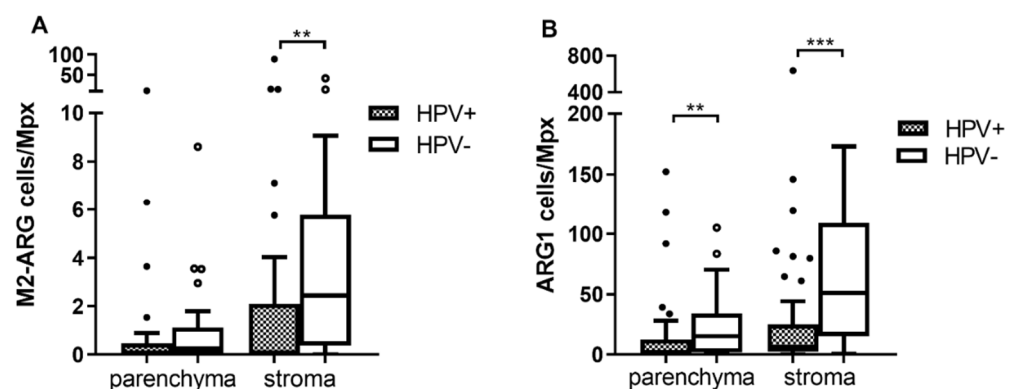 A
M2-ARG cells/Mpx
100
50
10
8
6
4
2
0
**
HPV+
HPV-
parenchyma
stroma
B
ARG1 cells/Mpx
800
400
200
150
100
50
0
**
***
HPV+
HPV-
parenchyma
stroma